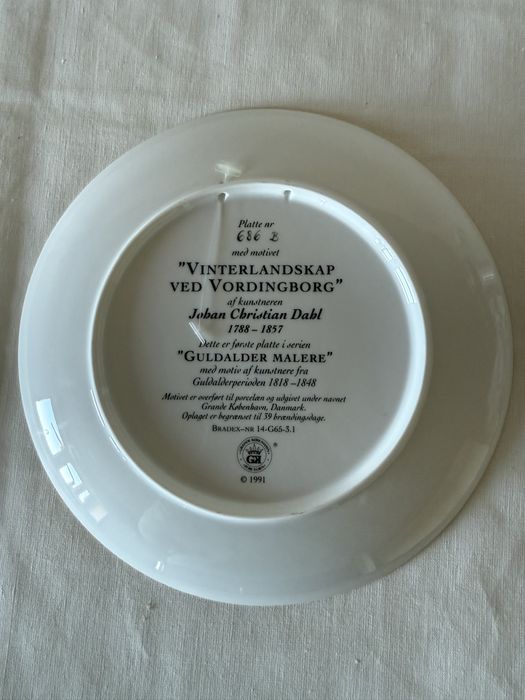 Platte nr
686 B
med motivet
"VINTERLANDSKAP
VED VORDINGBORG"
af kunstneren
Johan Christian Dahl
1788 – 1857
Dette er første platte i serien
"GULDALDER MALERE"
med motiv af kunstnere fra
Guldalderperioden 1818 –1848
Motivet er overført til porcelæn og udgivet under navnet
Grande København, Danmark.
Oplaget er begrænset til 39 brændingsdage.
BRADEX–NR 14-G65-3.1
®
© 1991